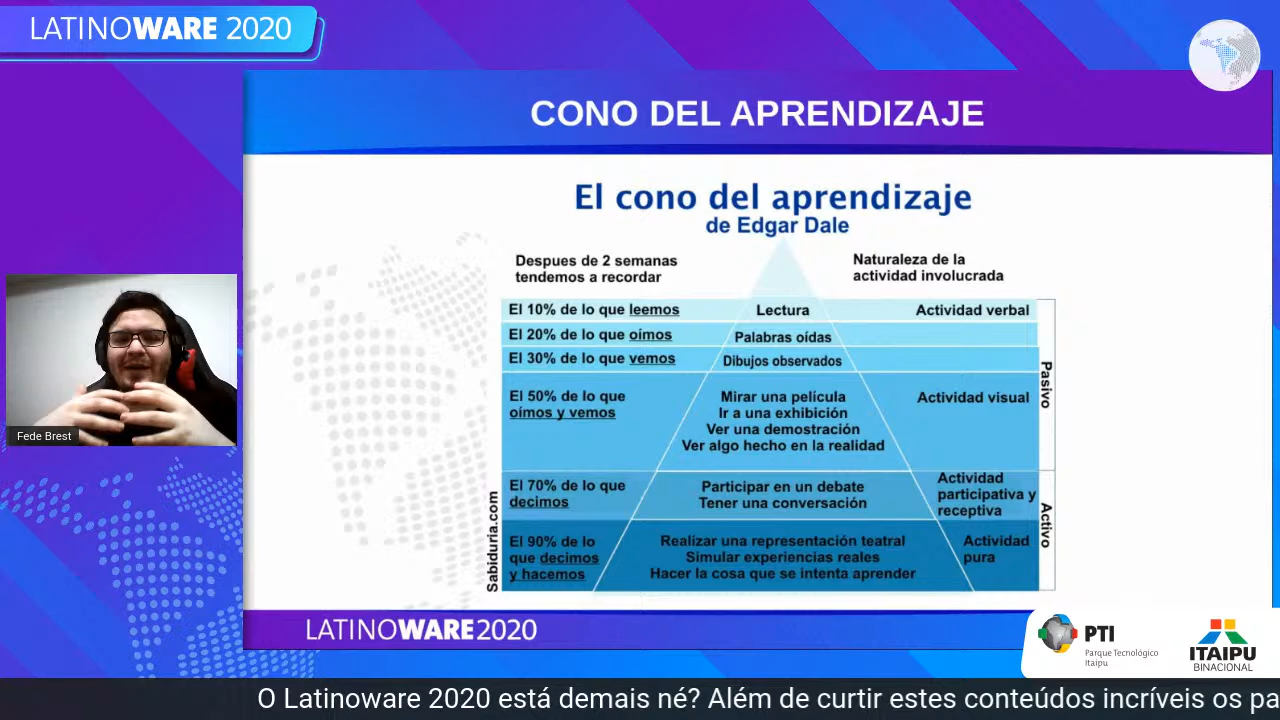 LATINOWARE 2020
CONO DEL APRENDIZAJE
El cono del aprendizaje
de Edgar Dale
Despues de 2 semanas
tendemos a recordar
Naturaleza de la
actividad involucrada
El 10% de lo que leemos
Lectura
Actividad verbal
El 20% de lo que oímos
Palabras oídas
El 30% de lo que vemos
Dibujos observados
El 50% de lo que
oímos y vemos
Mirar una película
Ir a una exhibición
Ver una demostración
Ver algo hecho en la realidad
Actividad visual
Pasivo
El 70% de lo que
decimos
Participar en un debate
Tener una conversación
Actividad
participativa y
receptiva
El 90% de lo
que decimos
y hacemos
Realizar una representación teatral
Simular experiencias reales
Hacer la cosa que se intenta aprender
Actividad
pura
Activo
Sabiduria.com
Fede Brest
LATINOWARE2020
PTI
Parque Tecnológico
Itaipu
ITAIPU
BINACIONAL
O Latinoware 2020 está demais né? Além de curtir estes conteúdos incríveis os pa